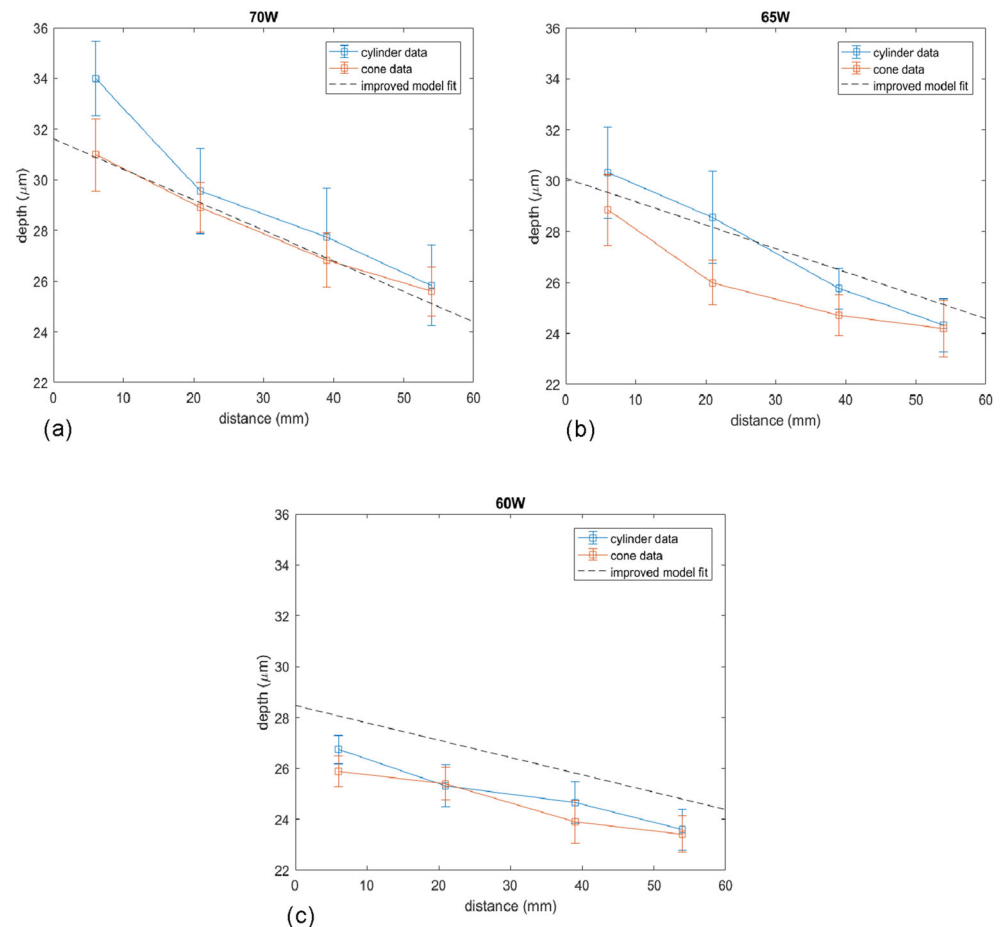 70W
cylinder data
cone data
improved model fit
36
34
32
30
28
26
24
22
depth (μm)
0 10 20 30 40 50 60
distance (mm)
(a)
65W
cylinder data
cone data
improved model fit
36
34
32
30
28
26
24
22
depth (μm)
0 10 20 30 40 50 60
distance (mm)
(b)
60W
cylinder data
cone data
improved model fit
36
34
32
30
28
26
24
22
depth (μm)
0 10 20 30 40 50 60
distance (mm)
(c)